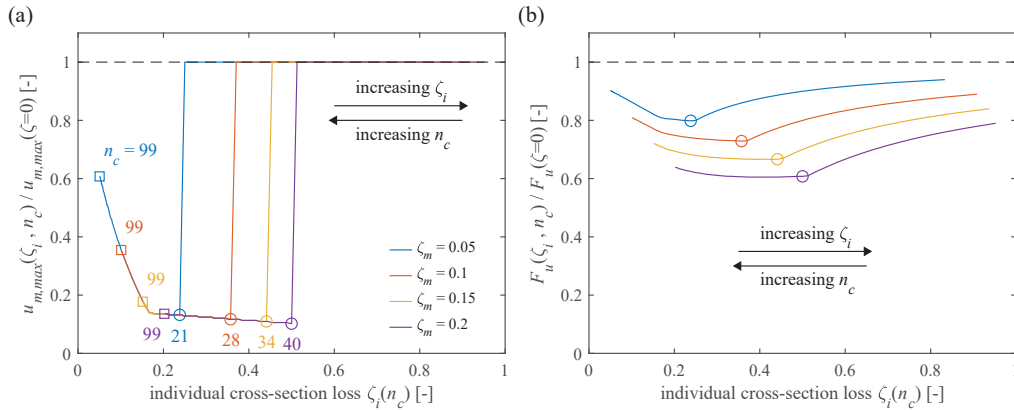 (a)
u_{m,max}(ζ_i , n_c) / u_{m,max}(ζ=0) [-]
1
0.8
0.6
0.4
0.2
0
0
0.2
0.4
0.6
0.8
1
individual cross-section loss ζ_i(n_c) [-]
n_c = 99
99
99
99
21
28
34
40
increasing ζ_i
increasing n_c
ζ_m = 0.05
ζ_m = 0.1
ζ_m = 0.15
ζ_m = 0.2
(b)
F_u(ζ_i , n_c) / F_u(ζ=0) [-]
1
0.8
0.6
0.4
0.2
0
0
0.2
0.4
0.6
0.8
1
individual cross-section loss ζ_i(n_c) [-]
increasing ζ_i
increasing n_c